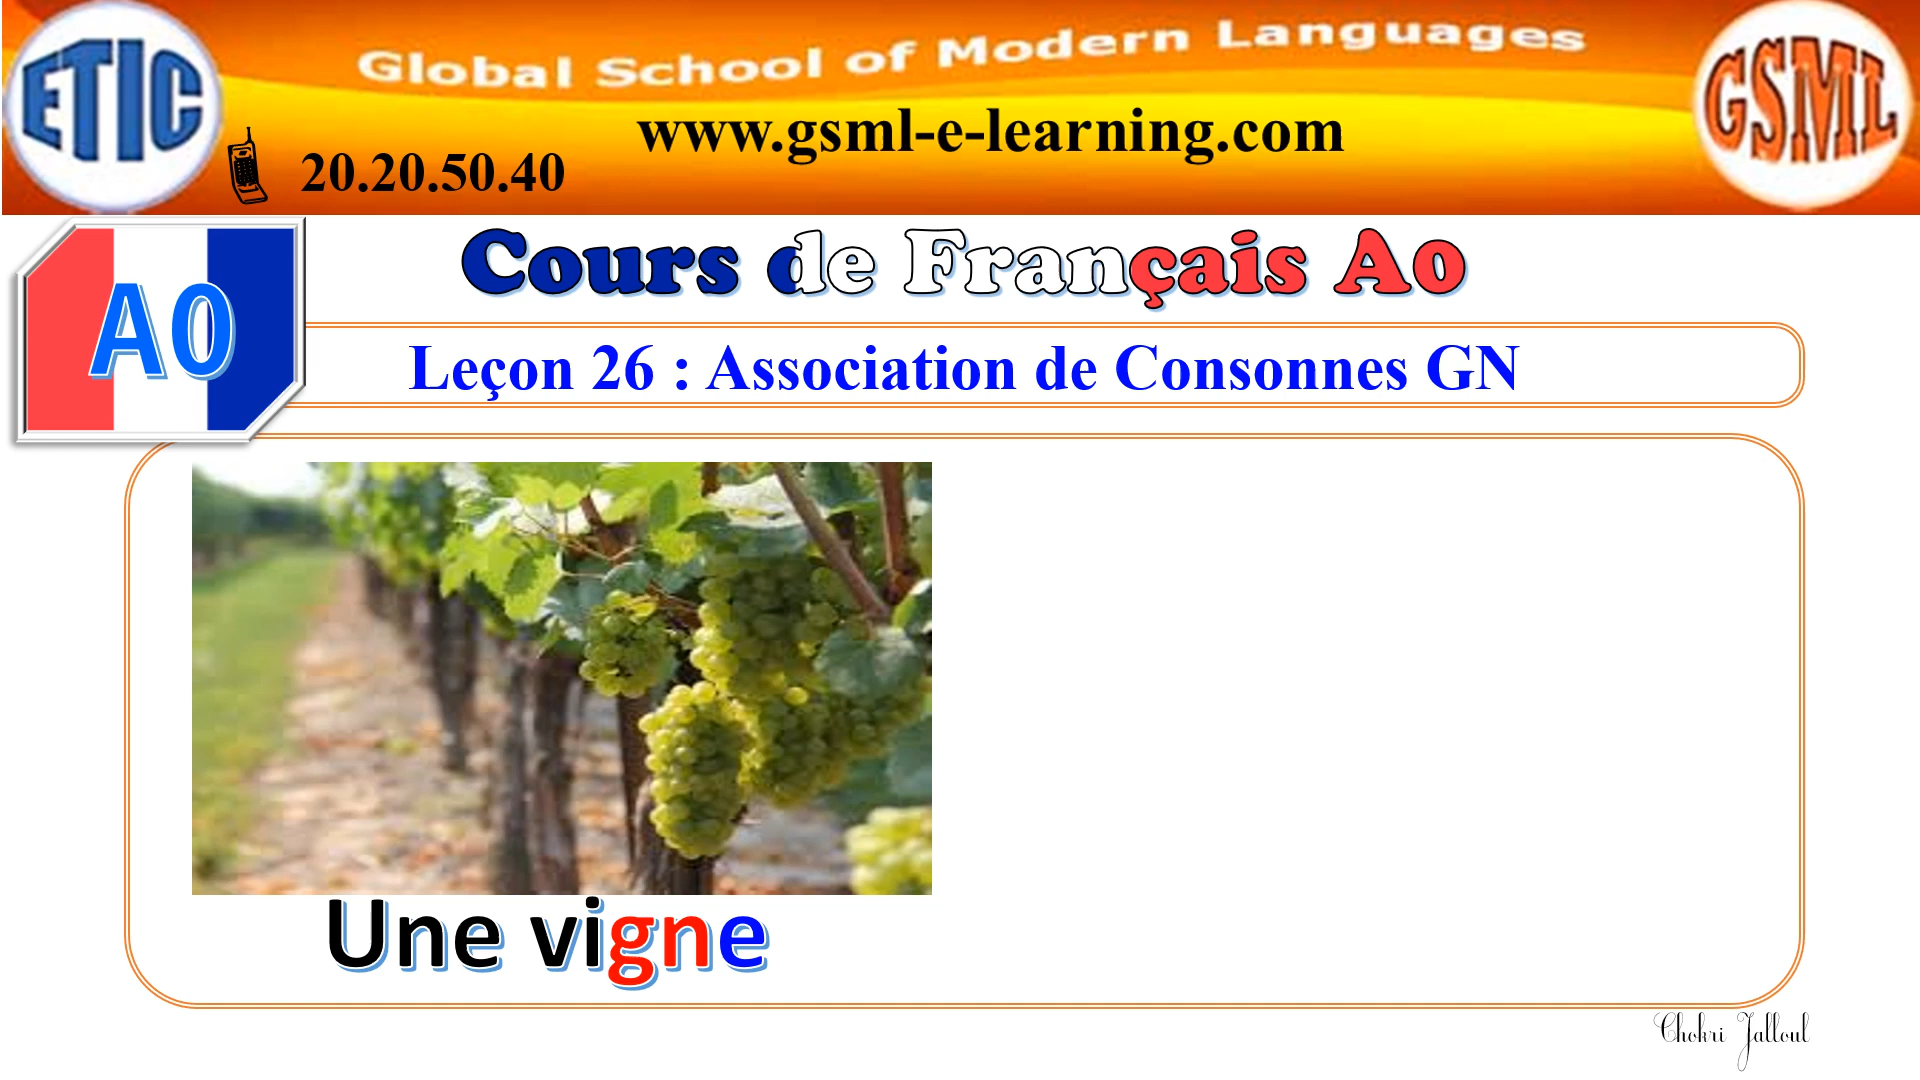 ETIC
Global School of Modern Languages
GSML
www.gsml-e-learning.com
20.20.50.40
Cours de Français A0
A0
Leçon 26 : Association de Consonnes GN
Une vigne
Chokri Jalloul